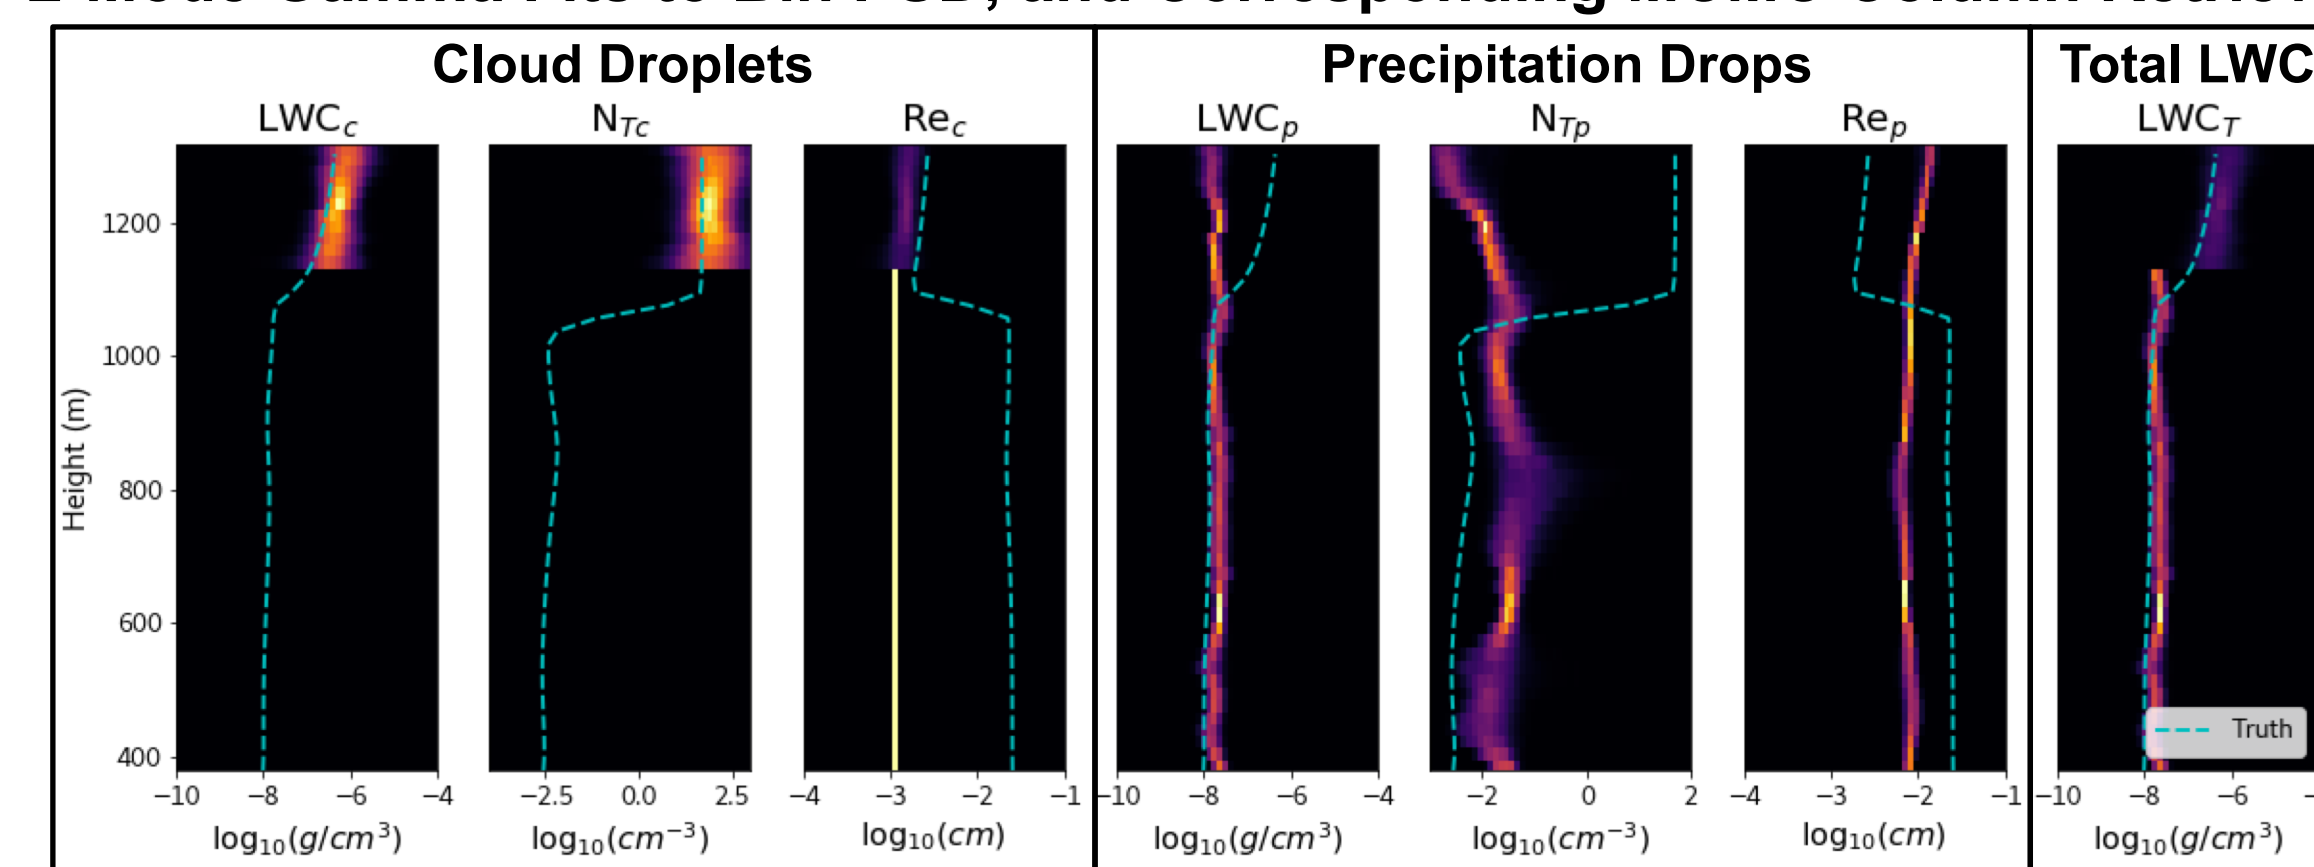 Cloud Droplets
Precipitation Drops
Total LWC
LWC_c
N_Tc
Re_c
LWC_p
N_Tp
Re_p
LWC_T
Height (m)
1200
1000
800
600
400
−10 −8 −6 −4
−2.5 0.0 2.5
−4 −3 −2 −1
−10 −8 −6 −4
−2 0 2
−4 −3 −2 −1
−10 −8 −6
log10(g/cm³)
log10(cm⁻³)
log10(cm)
log10(g/cm³)
log10(cm⁻³)
log10(cm)
log10(g/cm³)
Truth